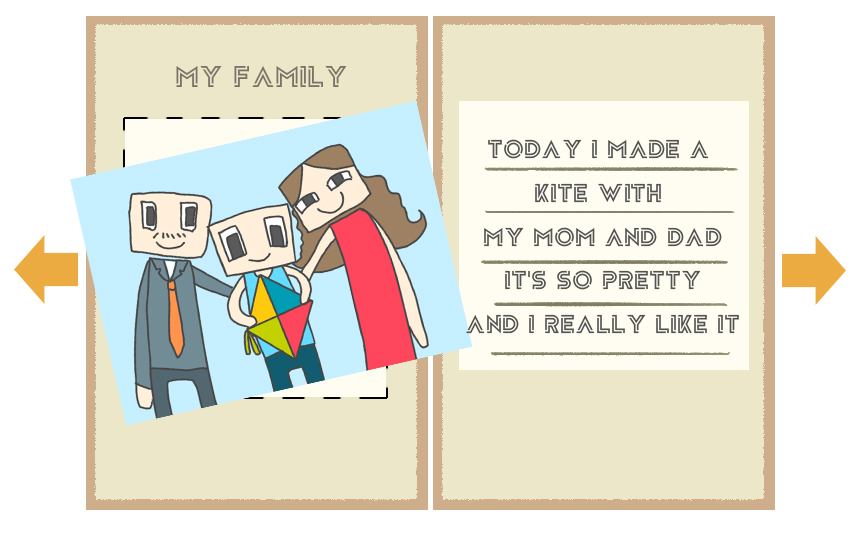 MY FAMILY
TODAY I MADE A
KITE WITH
MY MOM AND DAD
IT'S SO PRETTY
AND I REALLY LIKE IT